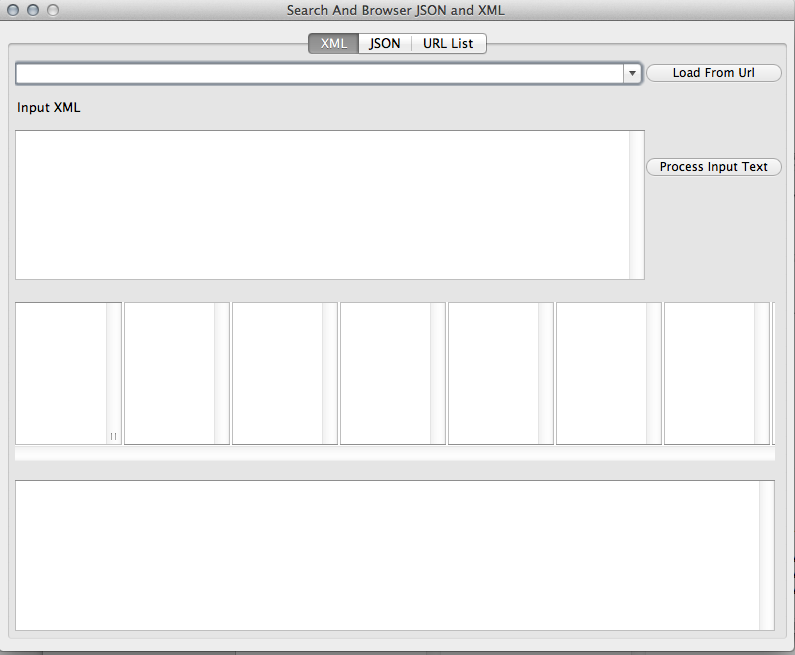 Search And Browser JSON and XML
XML JSON URL List
Load From Url
Input XML
Process Input Text